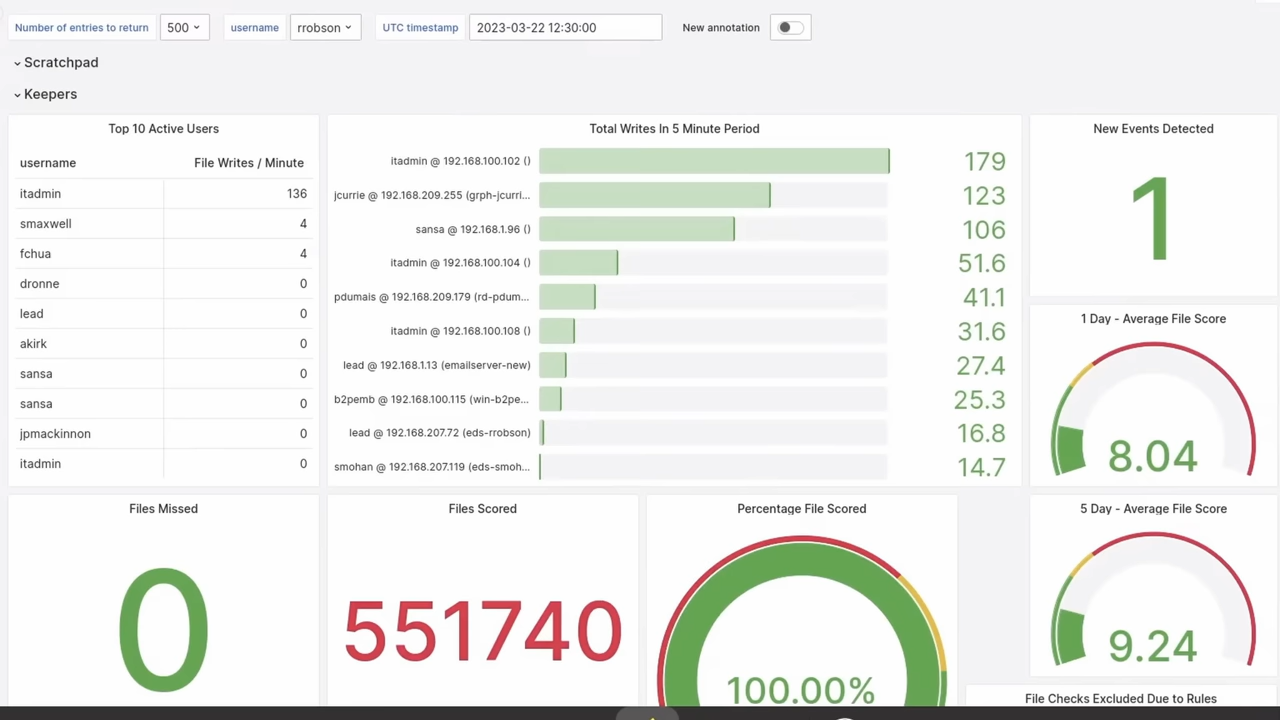 Number of entries to return 500 username rrobson UTC timestamp 2023-03-22 12:30:00 New annotation
Scratchpad
Keepers
Top 10 Active Users
username File Writes / Minute
itadmin 136
smaxwell 4
fchua 4
dronne 0
lead 0
akirk 0
sansa 0
sansa 0
jpmackinnon 0
itadmin 0
Total Writes In 5 Minute Period
itadmin @ 192.168.100.102 () 179
jcurrie @ 192.168.209.255 (grph-jcurri... 123
sansa @ 192.168.1.96 () 106
itadmin @ 192.168.100.104 () 51.6
pdumais @ 192.168.209.179 (rd-pdum... 41.1
itadmin @ 192.168.100.108 () 31.6
lead @ 192.168.1.13 (emailserver-new) 27.4
b2pemb @ 192.168.100.115 (win-b2pe... 25.3
lead @ 192.168.207.72 (eds-rrobson) 16.8
smohan @ 192.168.207.119 (eds-smoh... 14.7
New Events Detected
1
1 Day - Average File Score
8.04
Files Missed
0
Files Scored
551740
Percentage File Scored
100.00%
5 Day - Average File Score
9.24
File Checks Excluded Due to Rules